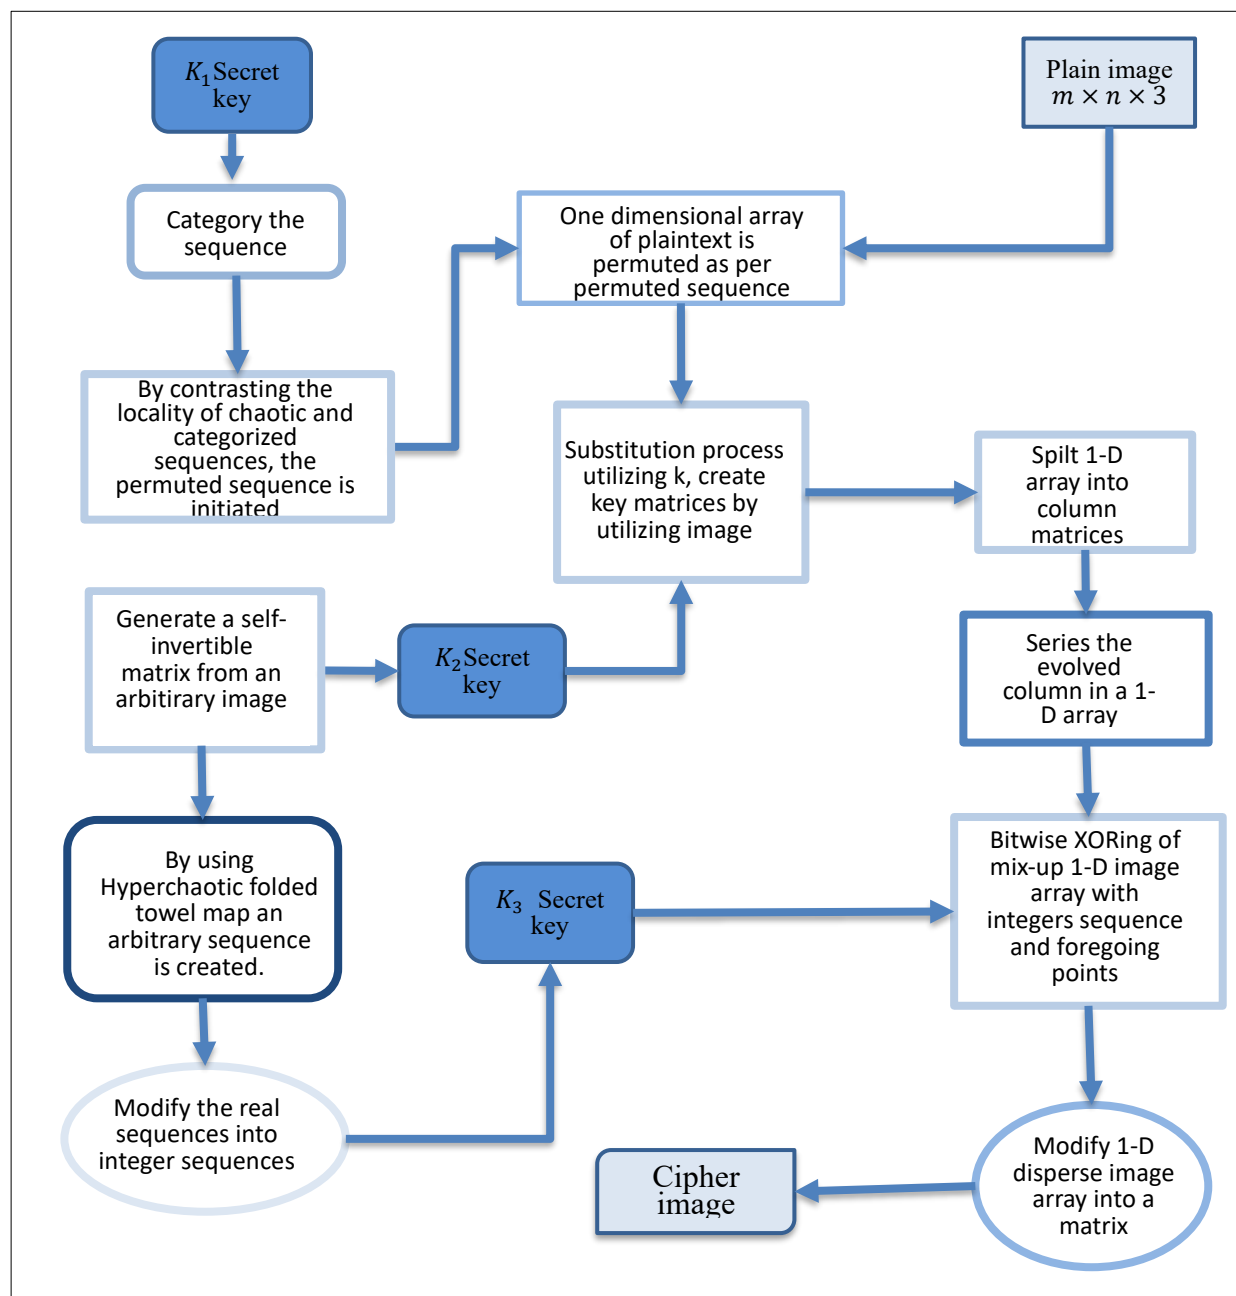 K₁ Secret
key
Plain image
m × n × 3
Category the
sequence
One dimensional array
of plaintext is
permuted as per
permuted sequence
By contrasting the
locality of chaotic and
categorized
sequences, the
permuted sequence is
initiated
Substitution process
utilizing k, create
key matrices by
utilizing image
Spilt 1-D
array into
column
matrices
Generate a self-
invertible
matrix from an
arbitirary image
K₂ Secret
key
Series the
evolved
column in a 1-
D array
By using
Hyperchaotic folded
towel map an
arbitrary sequence
is created.
K₃ Secret
key
Bitwise XORing of
mix-up 1-D image
array with
integers sequence
and foregoing
points
Modify the real
sequences into
integer sequences
Cipher
image
Modify 1-D
disperse image
array into a
matrix